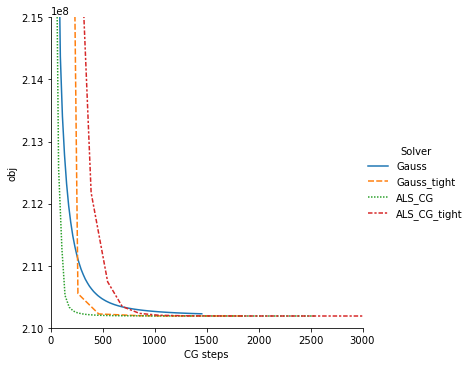 1e8
2.15
2.14
2.13
2.12
2.11
2.10
obj
0 500 1000 1500 2000 2500 3000
CG steps
Solver
Gauss
Gauss_tight
ALS_CG
ALS_CG_tight